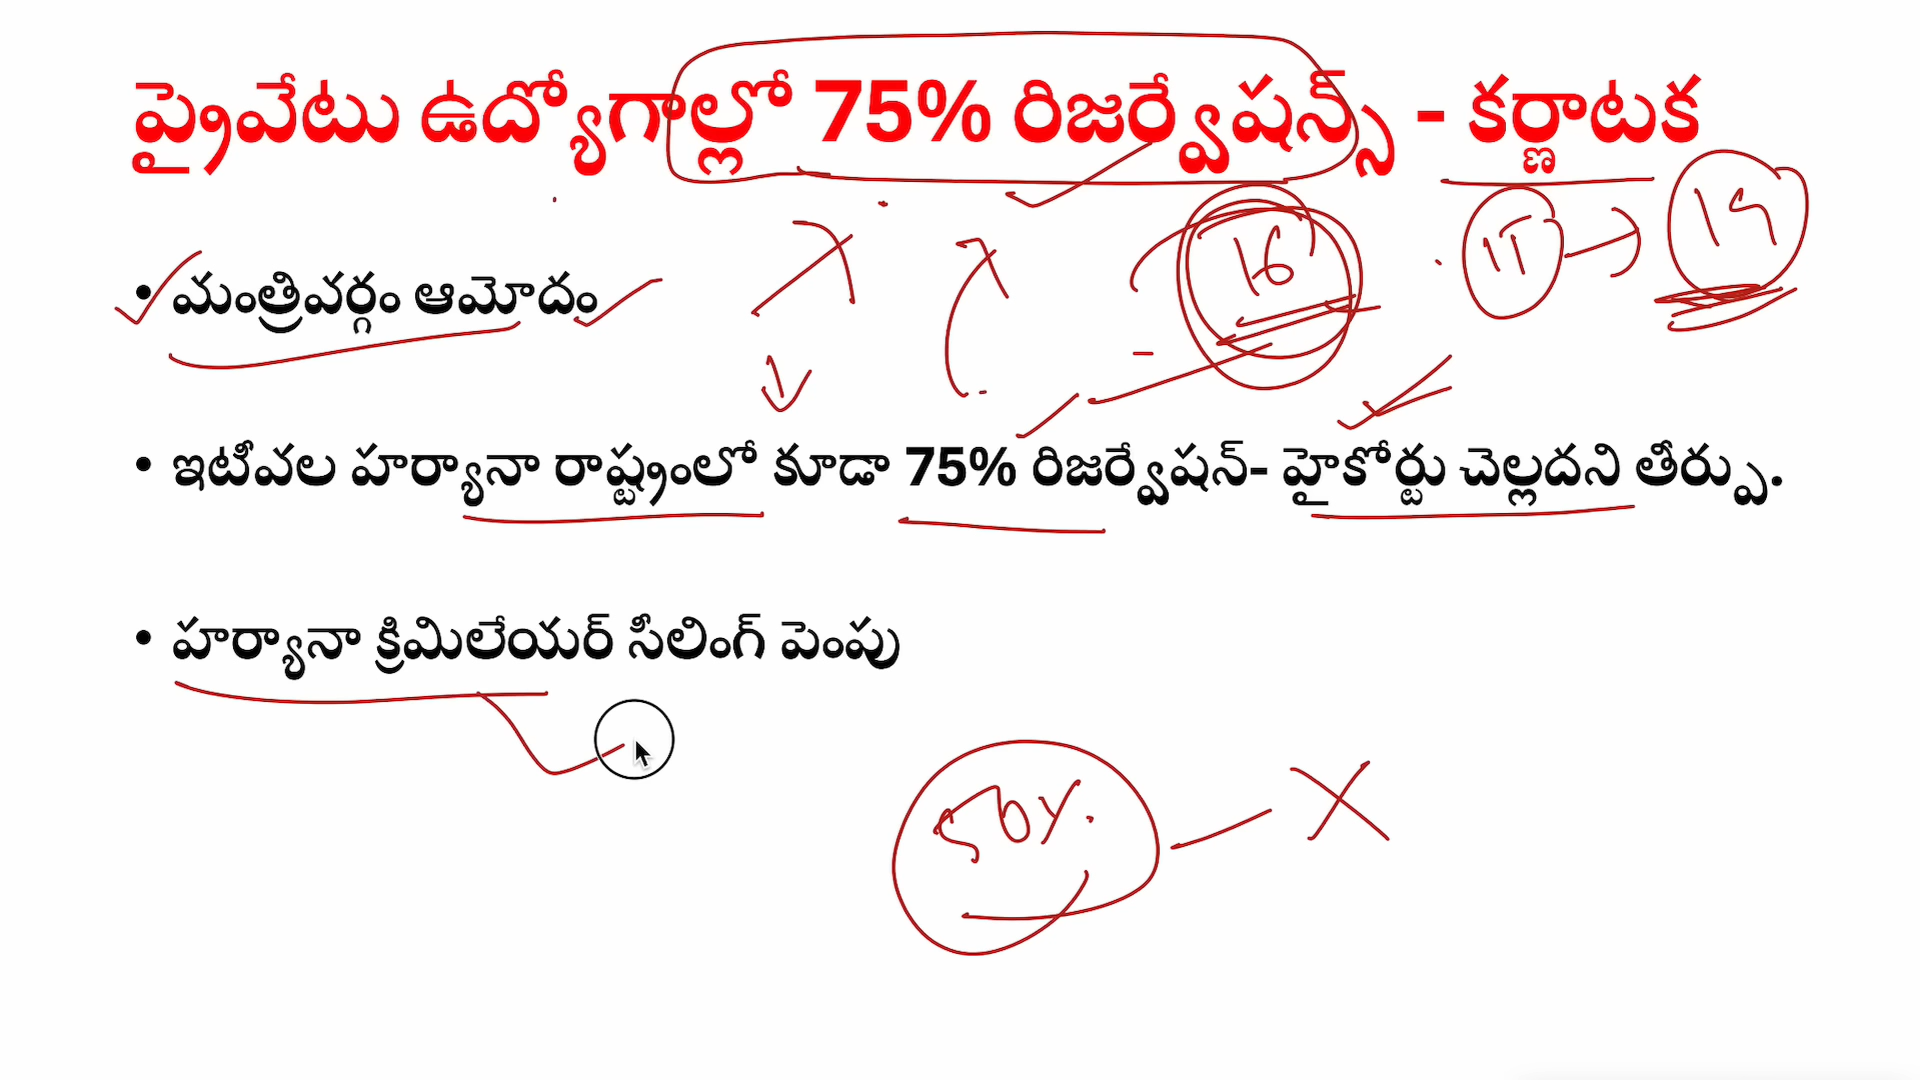 ప్రైవేటు ఉద్యోగాల్లో 75% రిజర్వేషన్స్ - కర్ణాటక
16
15
19
• మంత్రివర్గం ఆమోదం
• ఇటీవల హర్యానా రాష్ట్రంలో కూడా 75% రిజర్వేషన్- హైకోర్టు చెల్లదని తీర్పు.
• హర్యానా క్రిమిలేయర్ సీలింగ్ పెంపు
50%